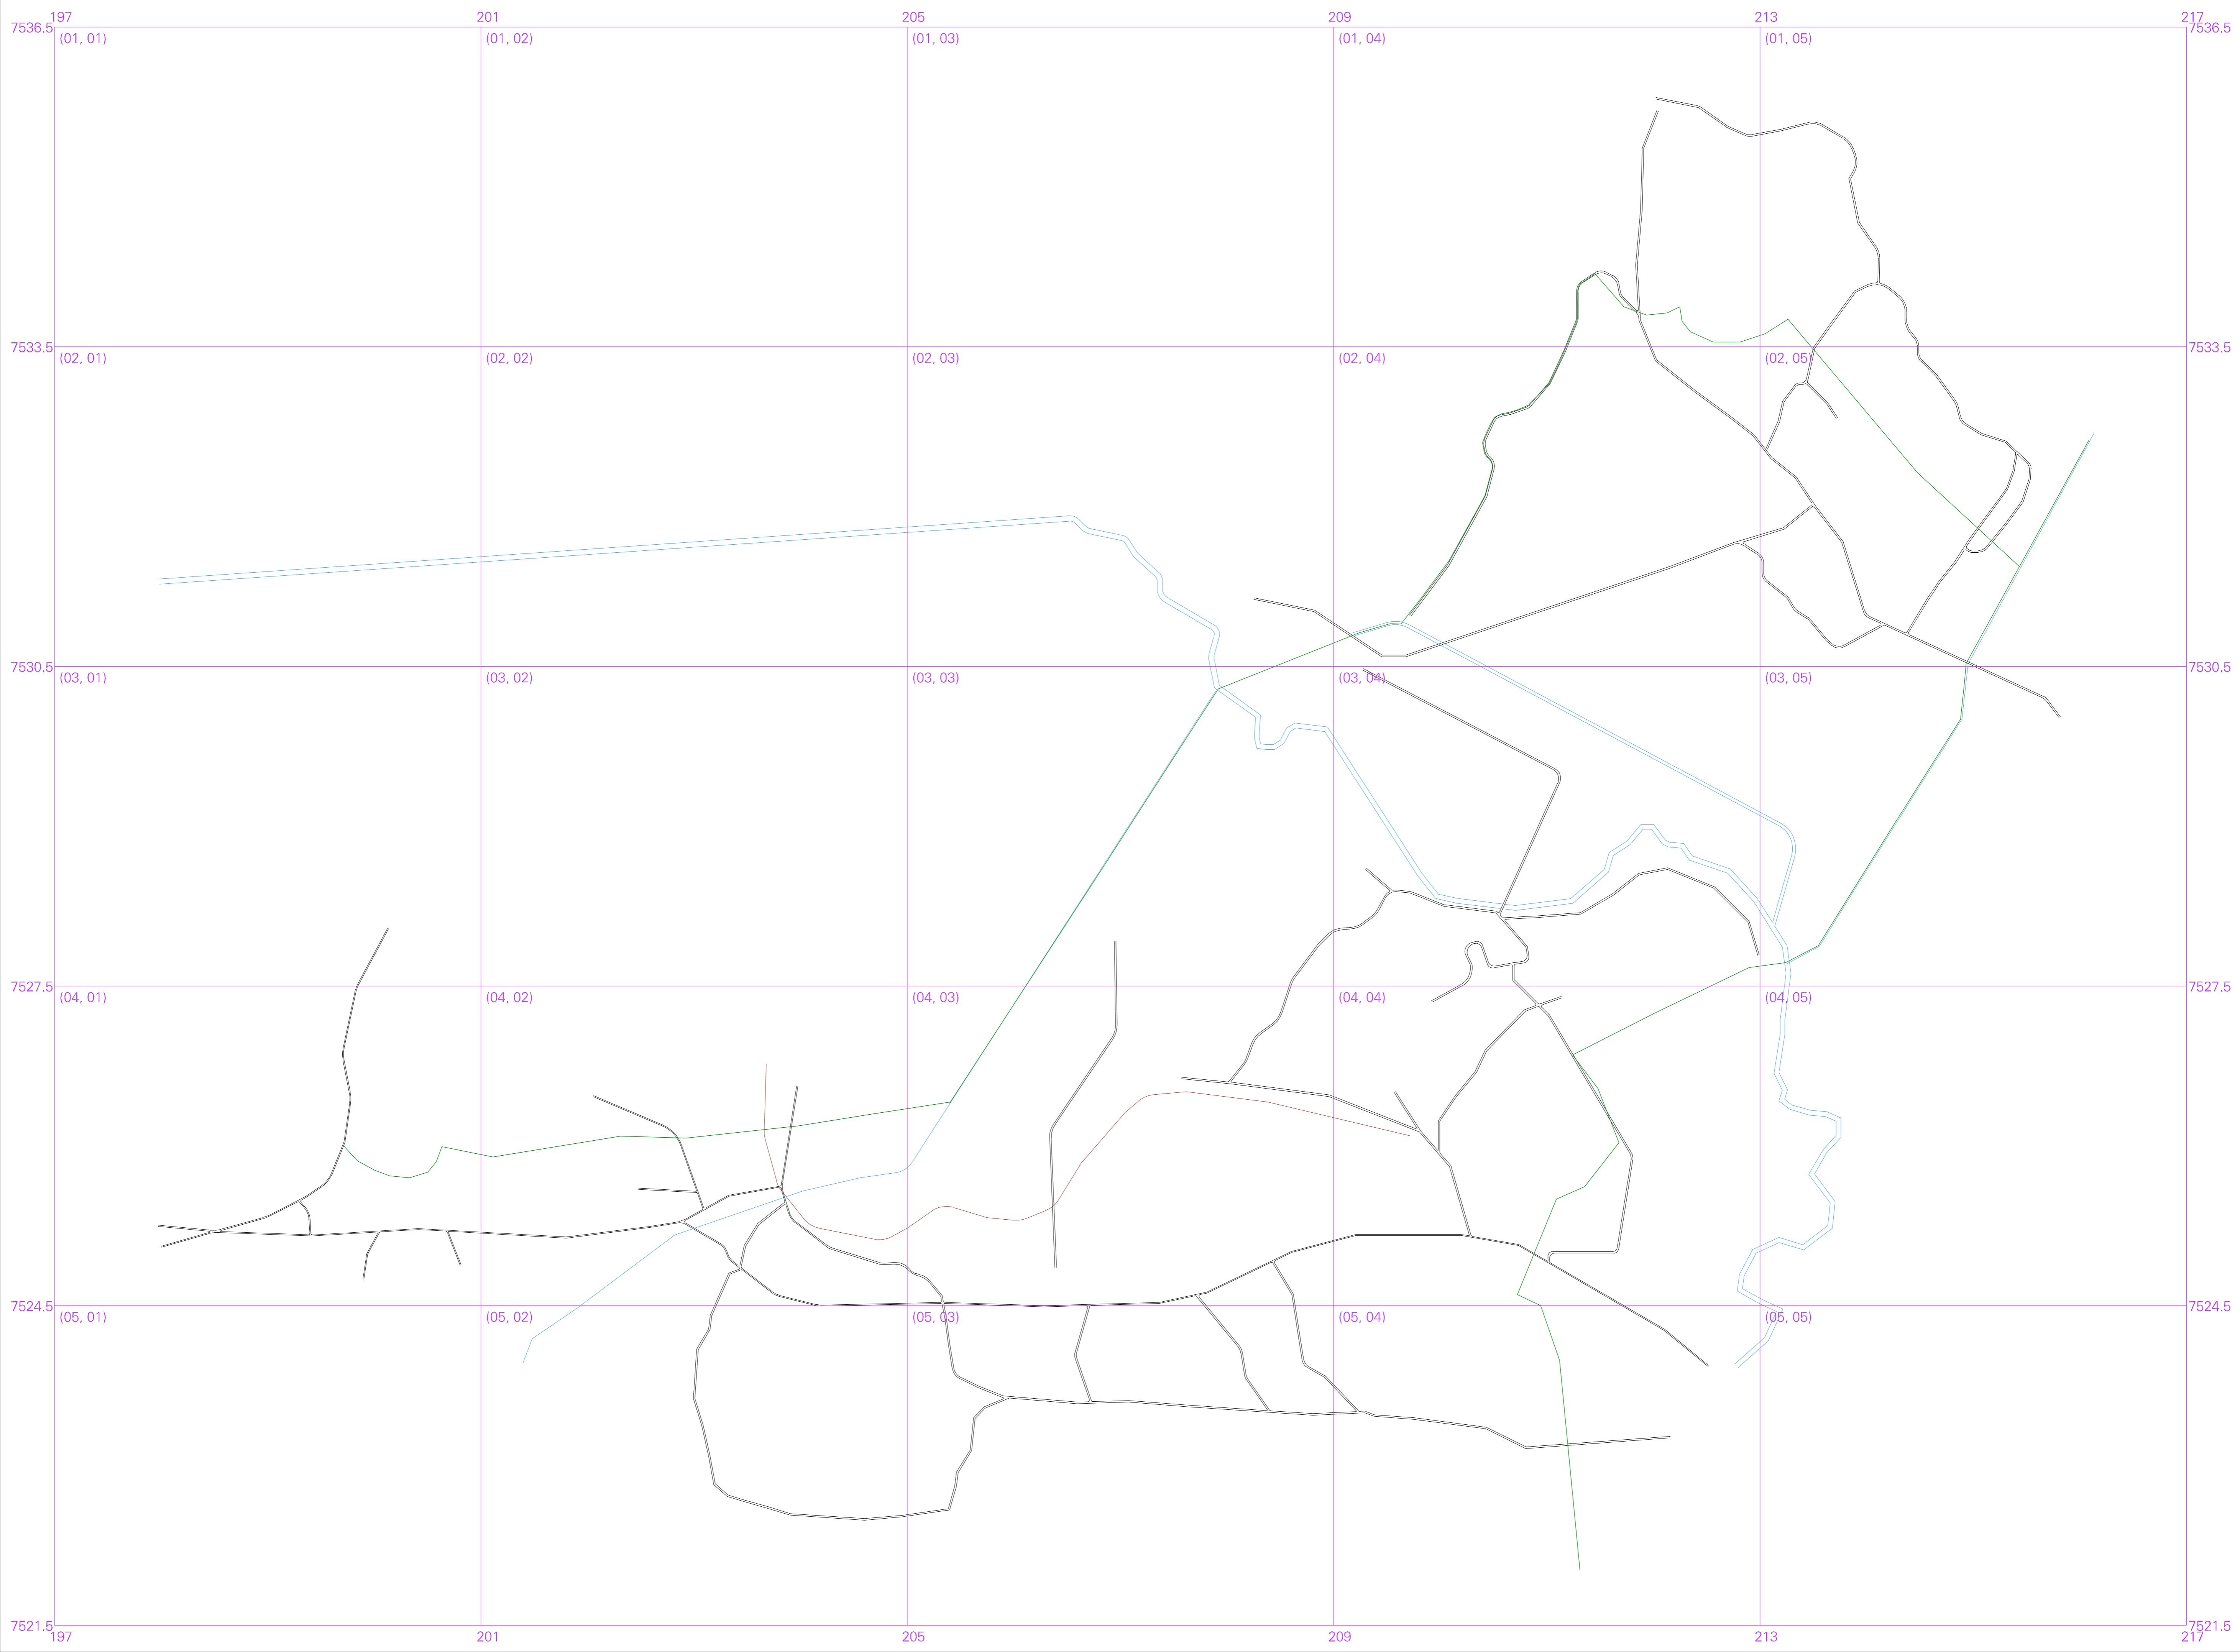 197 201 205 209 213 217
7536.5 7536.5
(01, 01) (01, 02) (01, 03) (01, 04) (01, 05)
7533.5 7533.5
(02, 01) (02, 02) (02, 03) (02, 04) (02, 05)
7530.5 7530.5
(03, 01) (03, 02) (03, 03) (03, 04) (03, 05)
7527.5 7527.5
(04, 01) (04, 02) (04, 03) (04, 04) (04, 05)
7524.5 7524.5
(05, 01) (05, 02) (05, 03) (05, 04) (05, 05)
7521.5 7521.5
197 201 205 209 213 217